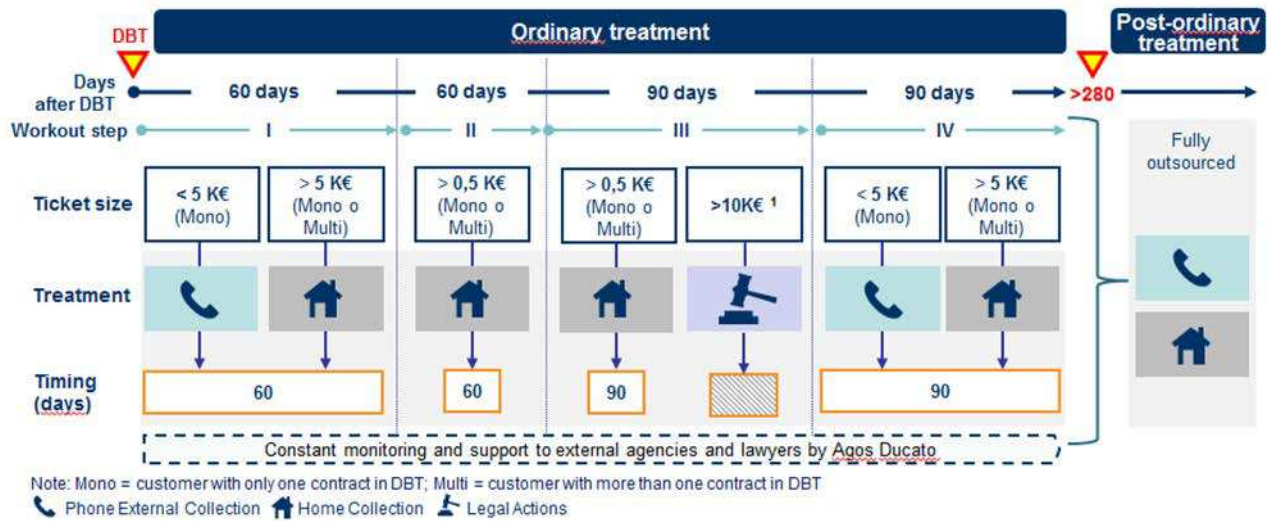 DBT
Ordinary treatment
Post-ordinary
treatment
Days
after DBT
60 days
60 days
90 days
90 days
>280
Workout step
I
II
III
IV
Fully
outsourced
Ticket size
< 5 K€
(Mono)
> 5 K€
(Mono o
Multi)
> 0,5 K€
(Mono o
Multi)
> 0,5 K€
(Mono o
Multi)
>10K€ ¹
< 5 K€
(Mono)
> 5 K€
(Mono o
Multi)
Treatment
Timing
(days)
60
60
90
90
Constant monitoring and support to external agencies and lawyers by Agos Ducato
Note: Mono = customer with only one contract in DBT; Multi = customer with more than one contract in DBT
Phone External Collection Home Collection Legal Actions